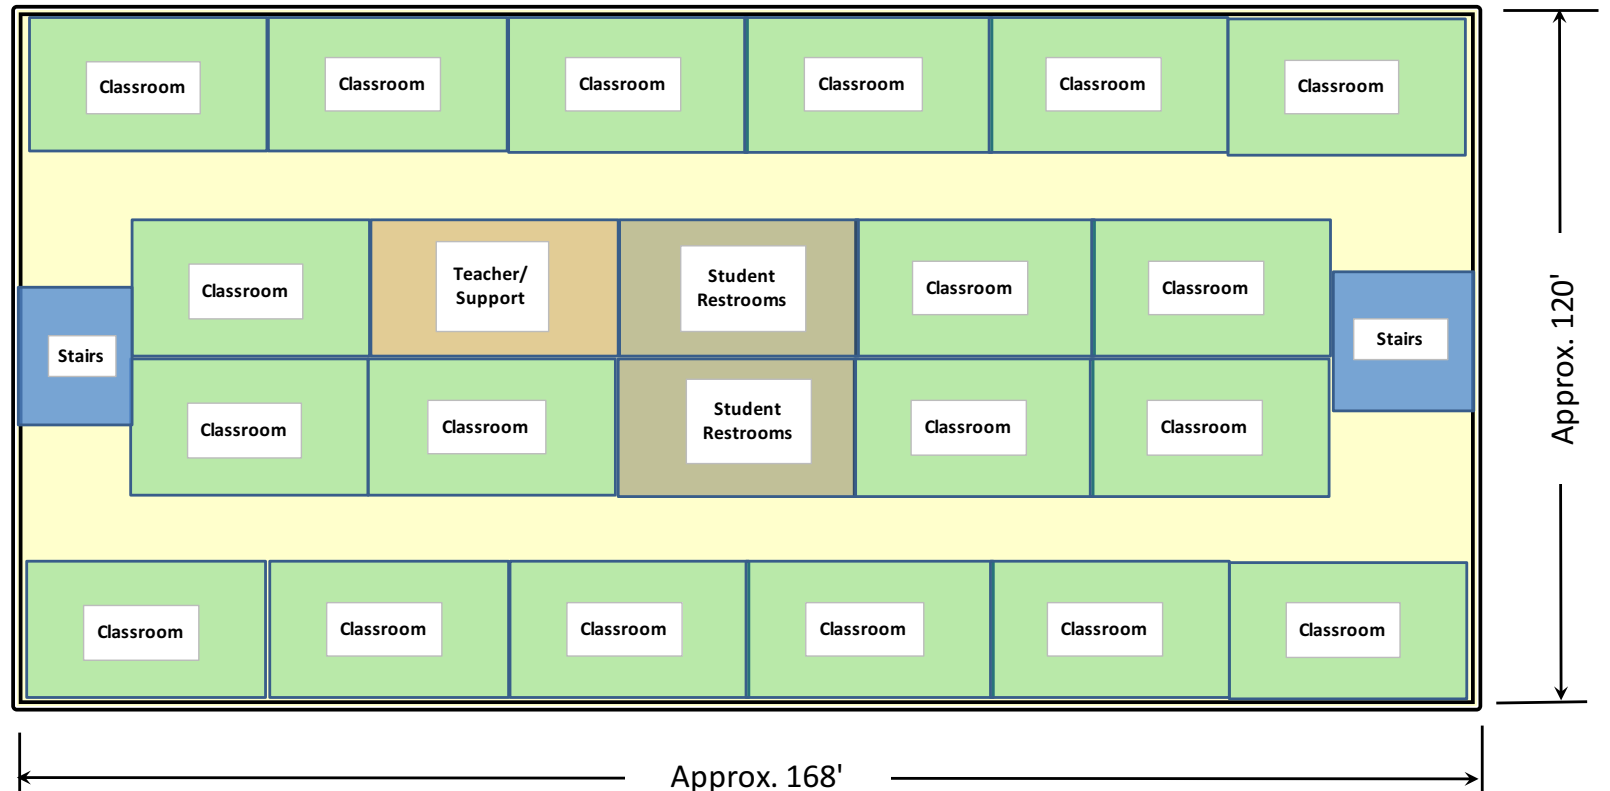 Classroom
Classroom
Classroom
Classroom
Classroom
Classroom
Classroom
Teacher/
Support
Student
Restrooms
Classroom
Classroom
Stairs
Stairs
Approx. 120'
Classroom
Classroom
Student
Restrooms
Classroom
Classroom
Classroom
Classroom
Classroom
Classroom
Classroom
Classroom
Approx. 168'